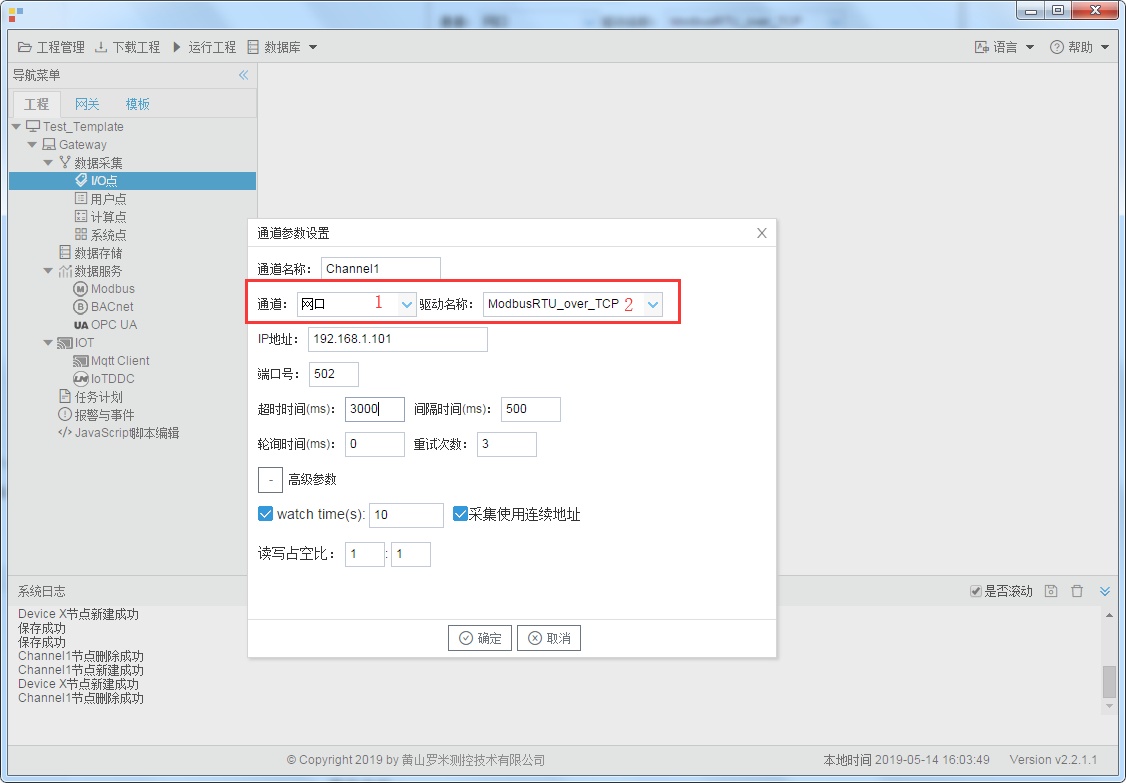 工程管理 下载工程 运行工程 数据库 语言 帮助
导航菜单
工程 网关 模板
Test_Template
Gateway
数据采集
I/O点
用户点
计算点
系统点
数据存储
数据服务
Modbus
BACnet
UA OPC UA
IOT
Mqtt Client
IoTDDC
任务计划
报警与事件
JavaScript脚本编辑
通道参数设置
通道名称: Channel1
通道: 网口 1 驱动名称: ModbusRTU_over_TCP 2
IP地址: 192.168.1.101
端口号: 502
超时时间(ms): 3000 间隔时间(ms): 500
轮询时间(ms): 0 重试次数: 3
- 高级参数
watch time(s): 10 采集使用连续地址
读写占空比: 1 : 1
确定 取消
系统日志 是否滚动
Device X节点新建成功
保存成功
保存成功
Channel1节点删除成功
Channel1节点新建成功
Device X节点新建成功
Channel1节点删除成功
© Copyright 2019 by 黄山罗米测控技术有限公司 本地时间 2019-05-14 16:03:49 Version v2.2.1.1